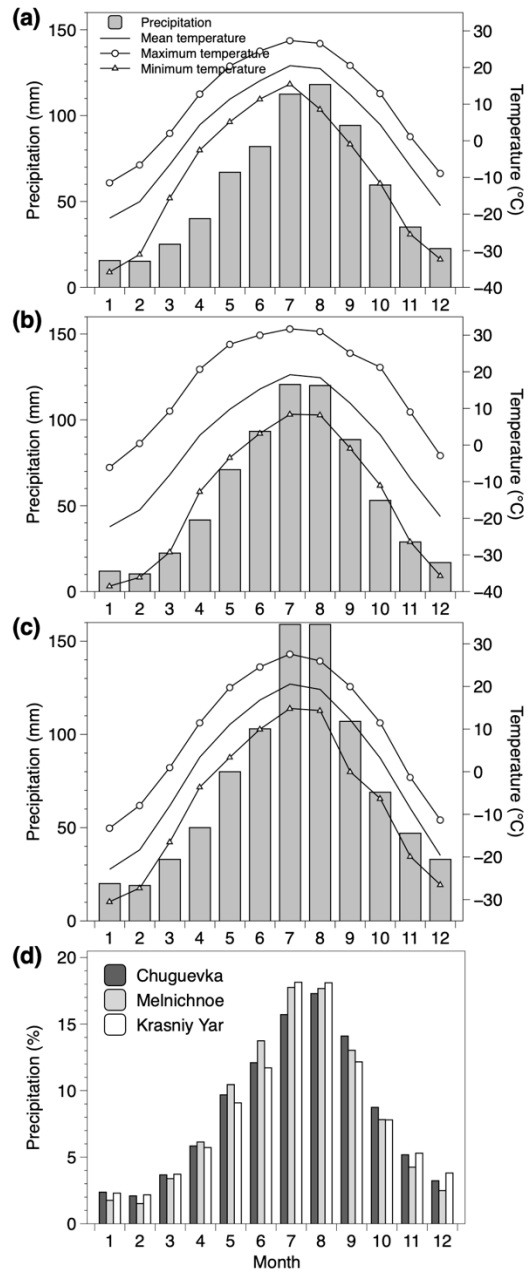 (a)
Precipitation
Mean temperature
Maximum temperature
Minimum temperature
Precipitation (mm)
150
100
50
0
Temperature (°C)
30
20
10
0
−10
−20
−30
−40
1 2 3 4 5 6 7 8 9 10 11 12
(b)
Precipitation (mm)
150
100
50
0
Temperature (°C)
30
20
10
0
−10
−20
−30
−40
1 2 3 4 5 6 7 8 9 10 11 12
(c)
Precipitation (mm)
150
100
50
0
Temperature (°C)
30
20
10
0
−10
−20
−30
1 2 3 4 5 6 7 8 9 10 11 12
(d)
Chuguevka
Melnichnoe
Krasniy Yar
Precipitation (%)
20
15
10
5
0
1 2 3 4 5 6 7 8 9 10 11 12
Month